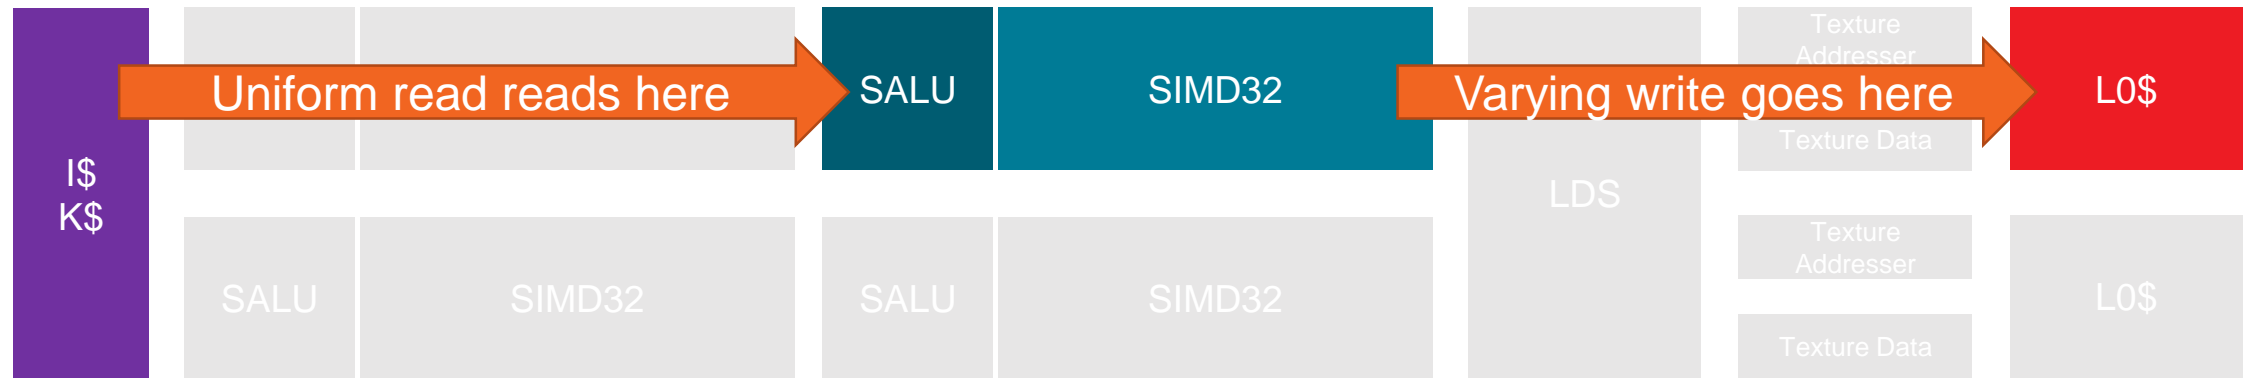 I$
K$
Uniform read reads here
SALU
SIMD32
Varying write goes here
Texture
Addresser
Texture Data
L0$
LDS
SALU
SIMD32
SALU
SIMD32
Texture
Addresser
Texture Data
L0$